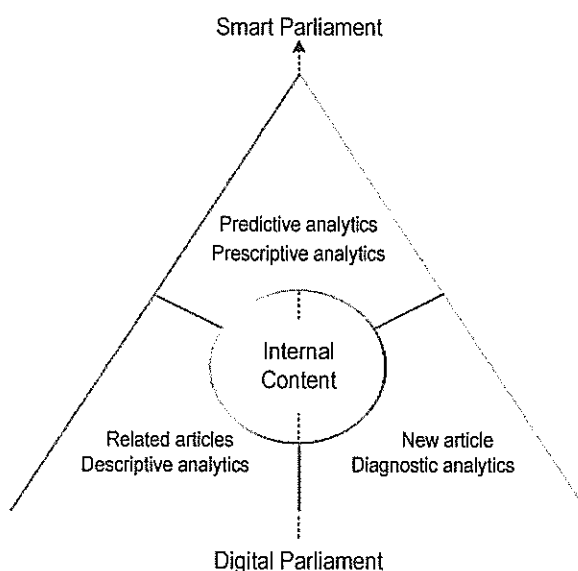 Smart Parliament
Predictive analytics
Prescriptive analytics
Internal
Content
Related articles
Descriptive analytics
New article
Diagnostic analytics
Digital Parliament